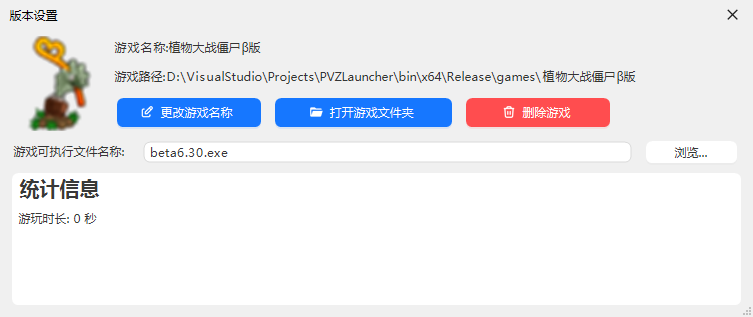 版本设置
游戏名称:植物大战僵尸β版
游戏路径:D:\VisualStudio\Projects\PVZLauncher\bin\x64\Release\games\植物大战僵尸β版
更改游戏名称 打开游戏文件夹 删除游戏
游戏可执行文件名称: beta6.30.exe 浏览...
统计信息
游玩时长: 0 秒